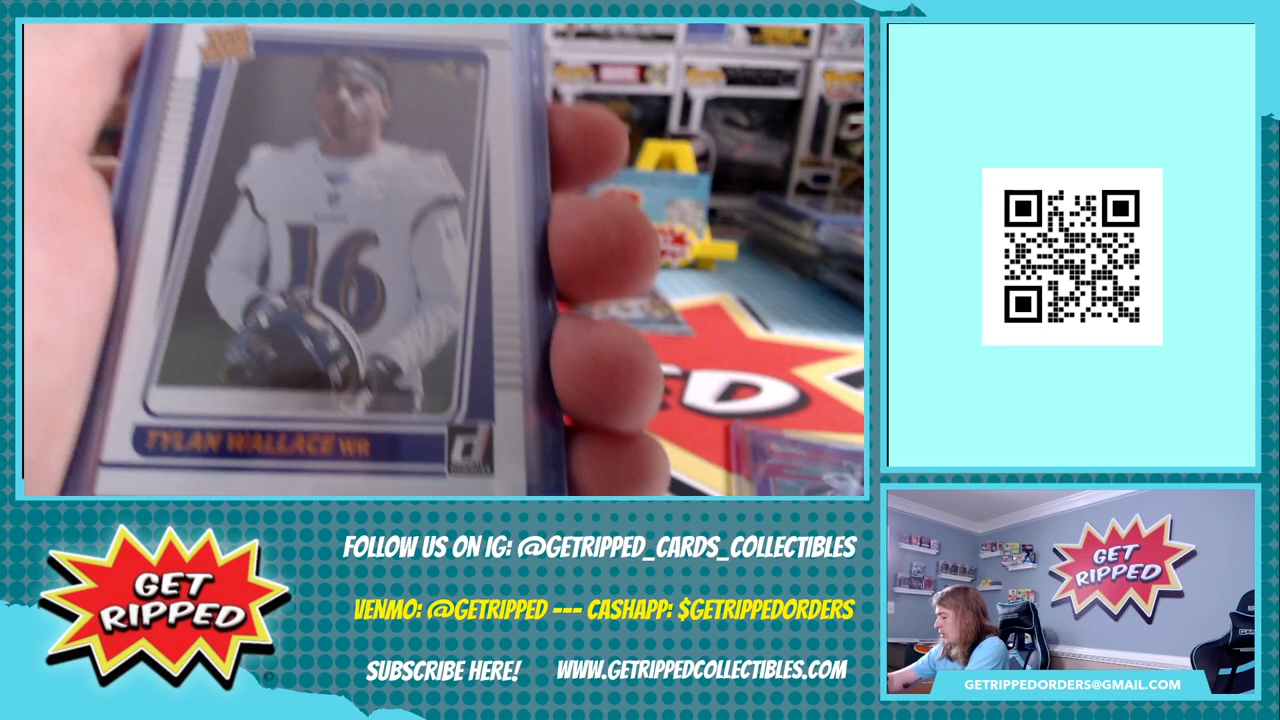 16
TYLAN WALLACE WR
GET
RIPPED
FOLLOW US ON IG: @GETRIPPED_CARDS_COLLECTIBLES
VENMO: @GETRIPPED --- CASHAPP: $GETRIPPEDORDERS
SUBSCRIBE HERE! WWW.GETRIPPEDCOLLECTIBLES.COM
GET
RIPPED
GETRIPPEDORDERS@GMAIL.COM